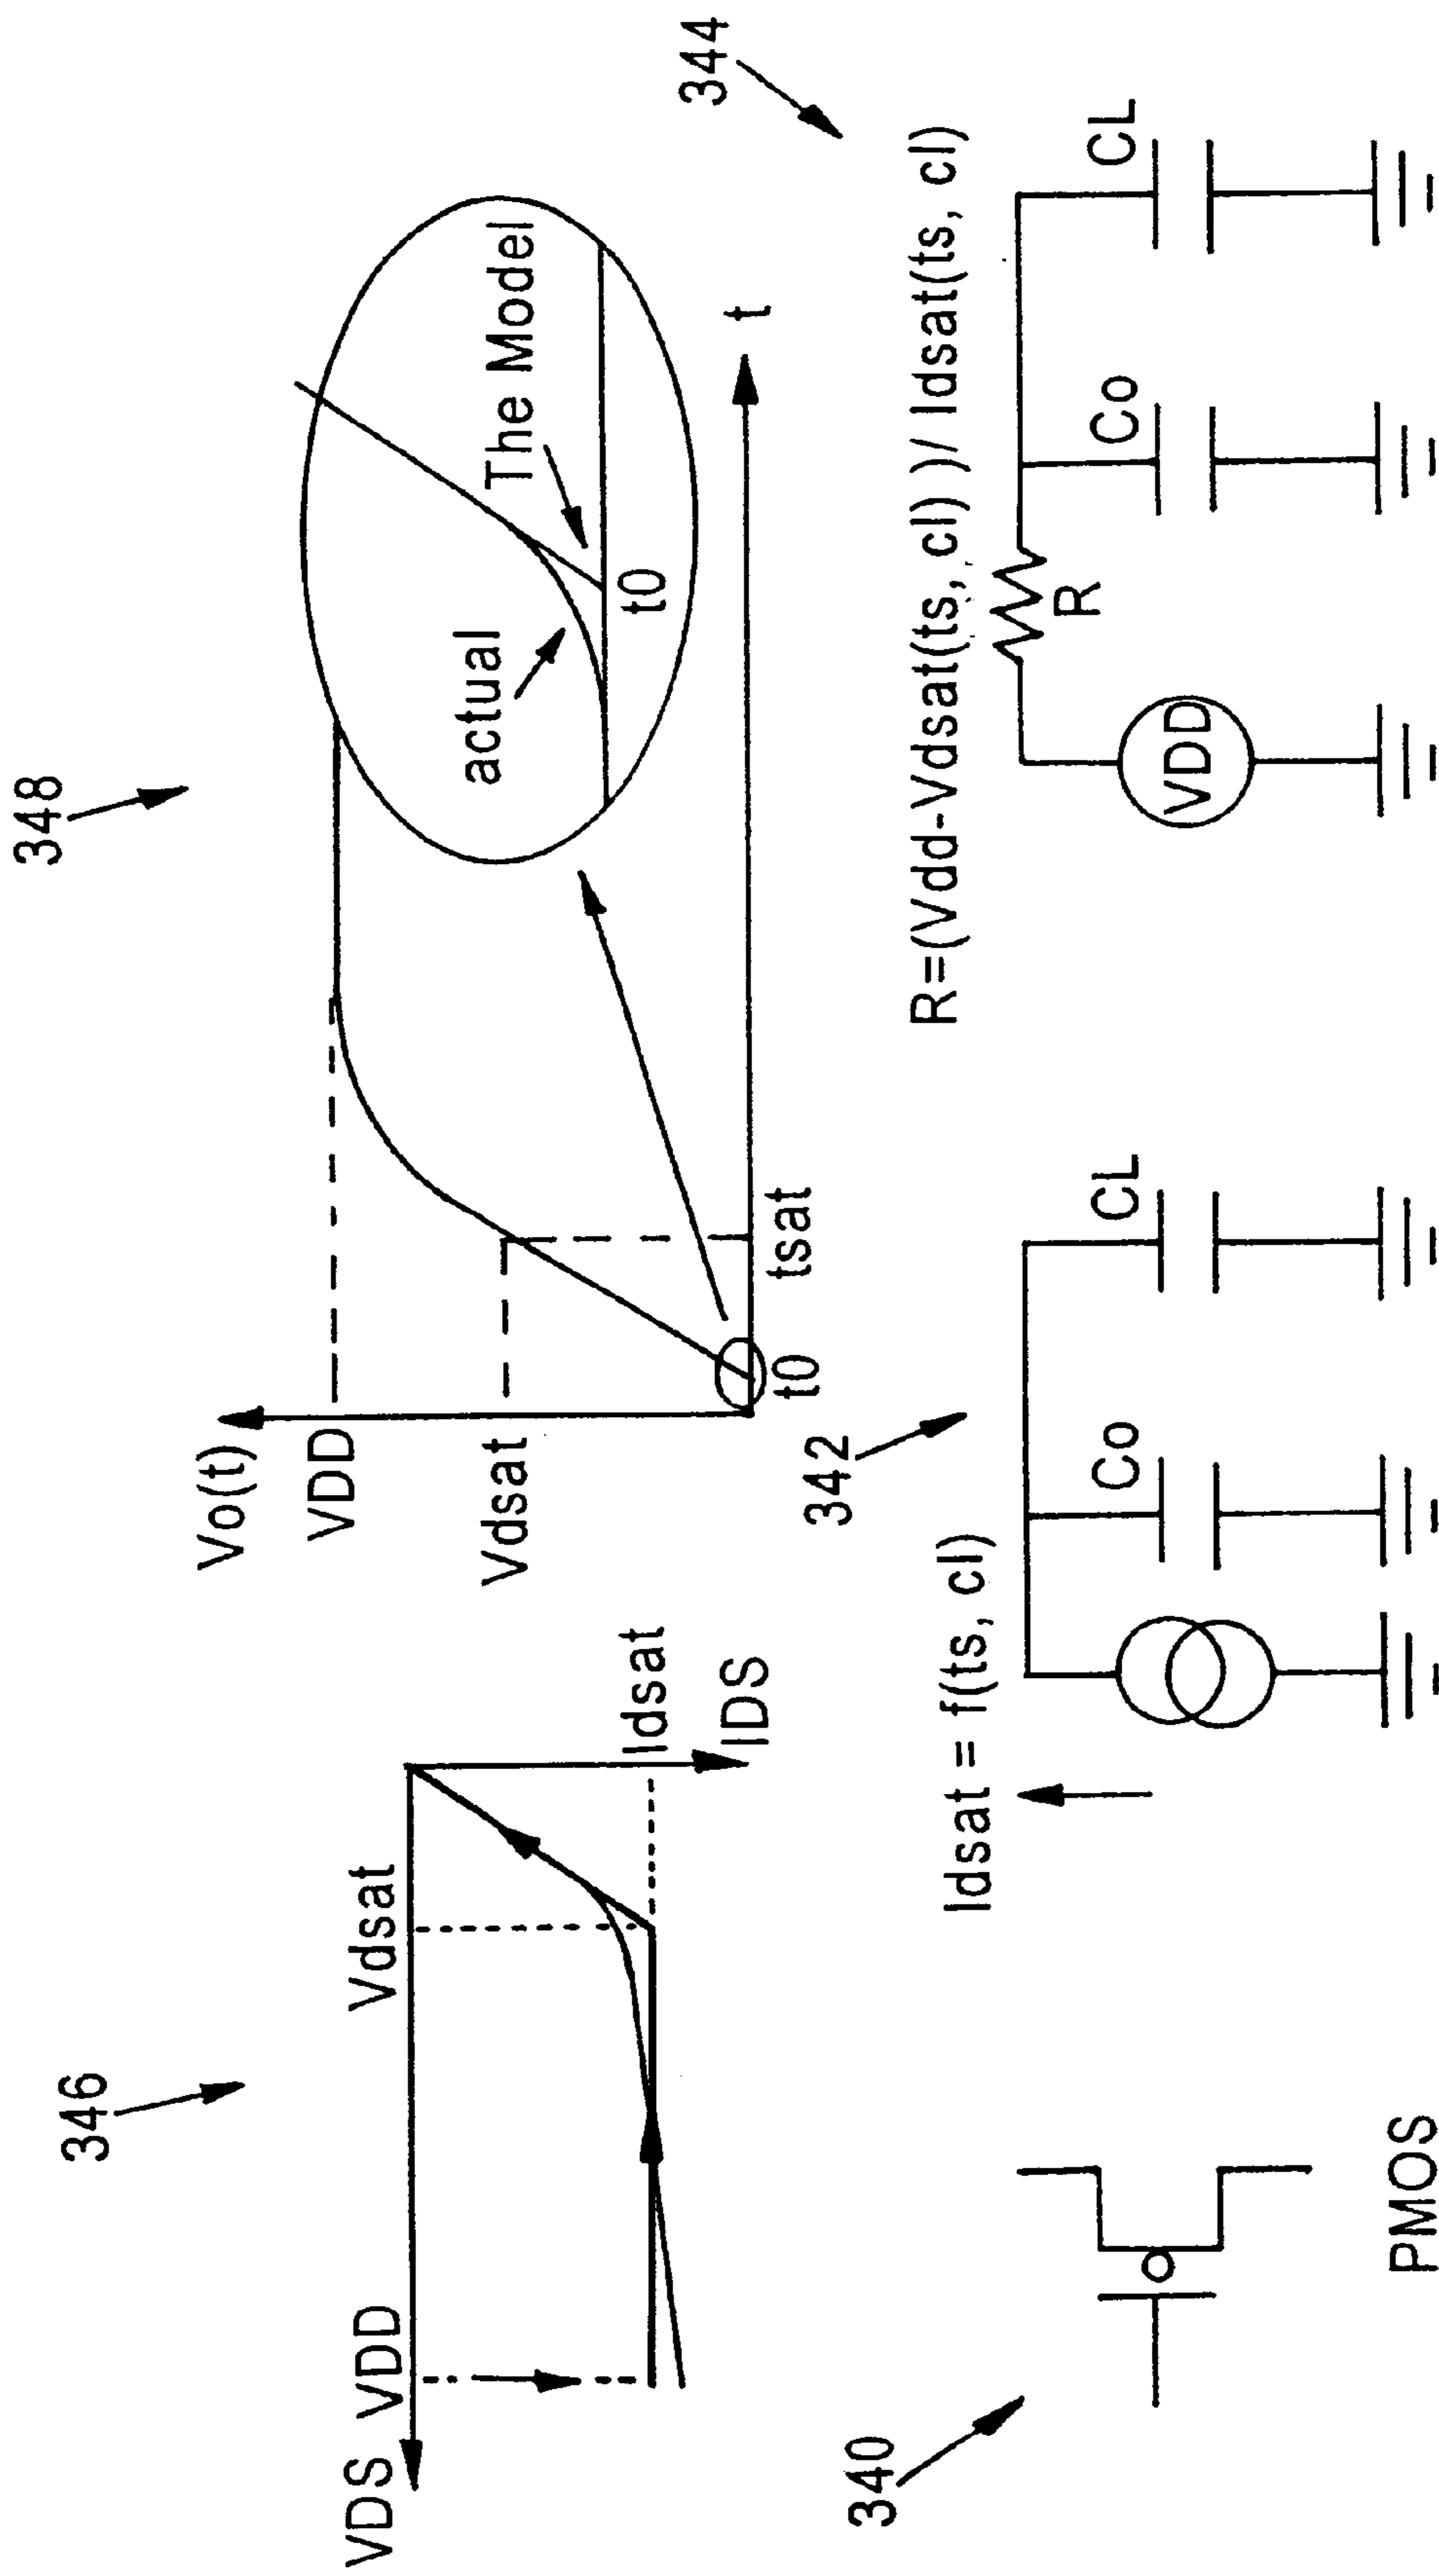 346
VDS
VDD
Vdsat
Idsat
IDS
348
Vo(t)
VDD
Vdsat
t0
tsat
t
actual
The Model
t0
340
PMOS
342
Idsat = f(ts, cl)
Co
CL
344
R=(Vdd-Vdsat(ts, cl) )/ Idsat(ts, cl)
VDD
R
Co
CL